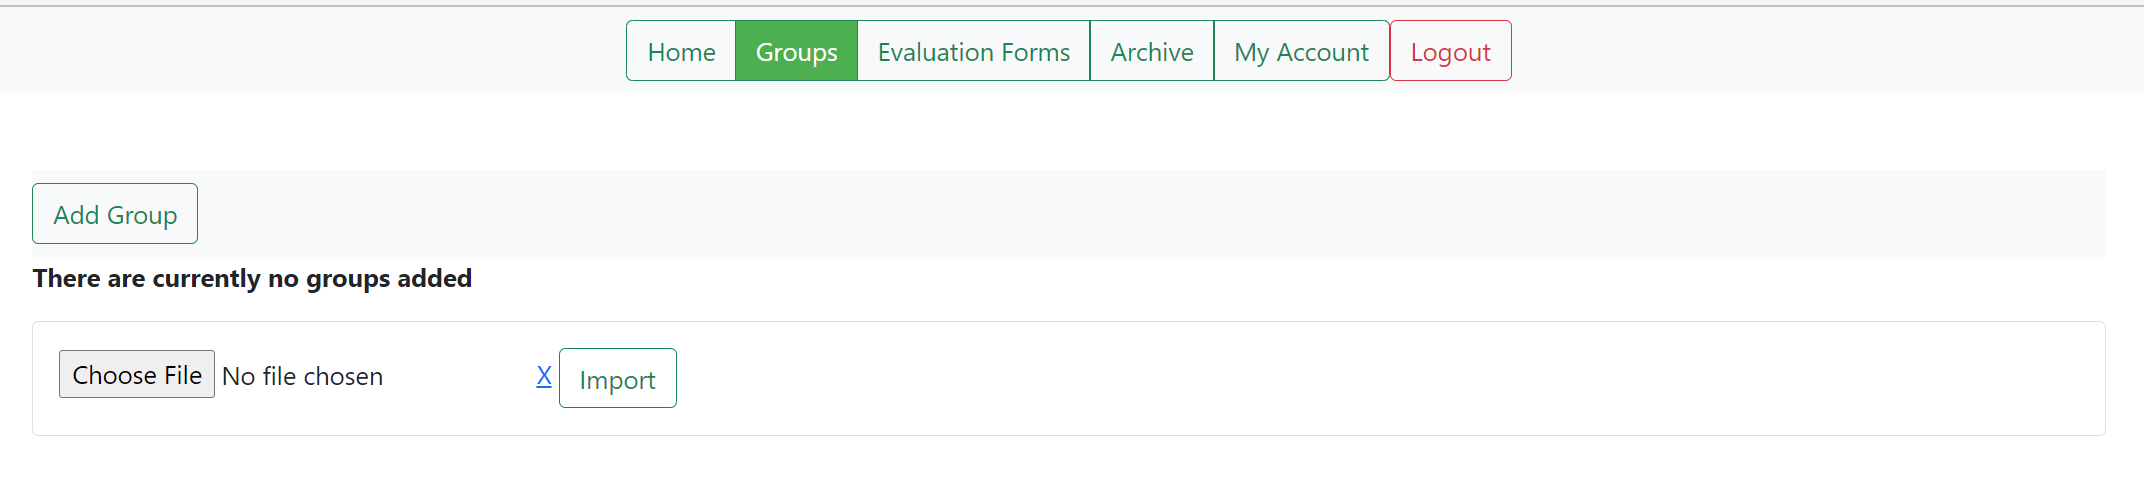 Home Groups Evaluation Forms Archive My Account Logout
Add Group
There are currently no groups added
Choose File No file chosen X Import